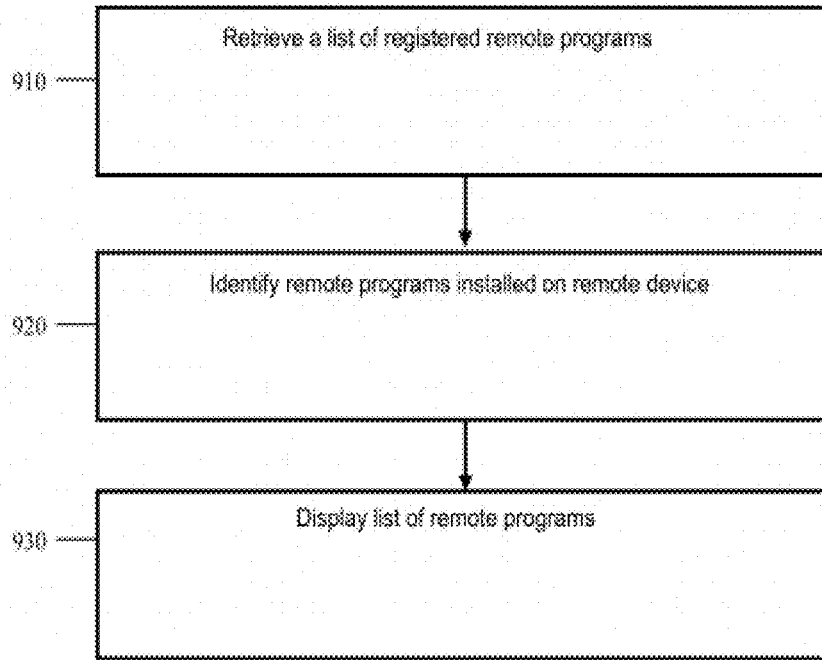 Retrieve a list of registered remote programs
910
Identify remote programs installed on remote device
920
Display list of remote programs
930